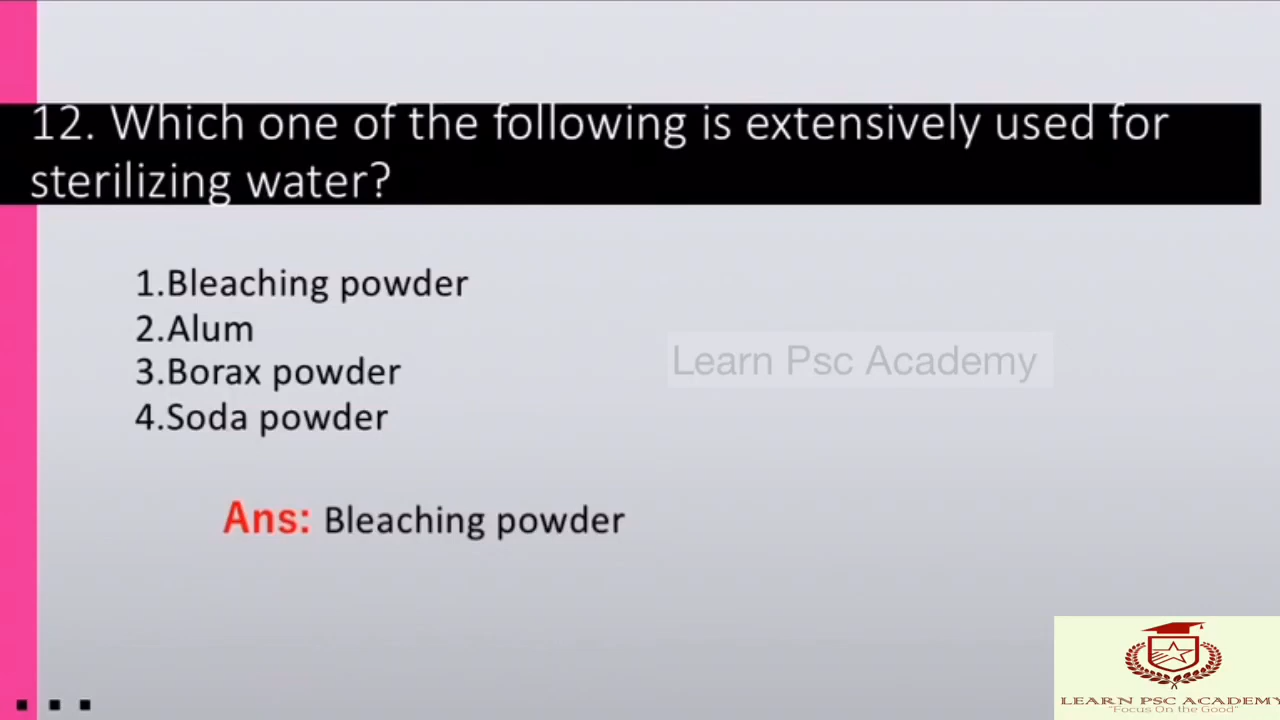 12. Which one of the following is extensively used for
sterilizing water?
1.Bleaching powder
2.Alum
3.Borax powder
4.Soda powder
Learn Psc Academy
Ans: Bleaching powder
LEARN PSC ACADEMY
"Focus On the Good"